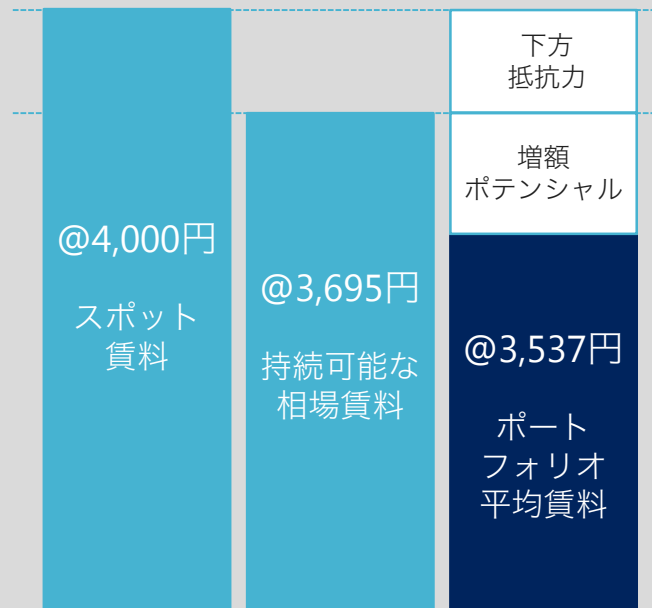 @4,000円
スポット
賃料
@3,695円
持続可能な
相場賃料
下方
抵抗力
増額
ポテンシャル
@3,537円
ポート
フォリオ
平均賃料